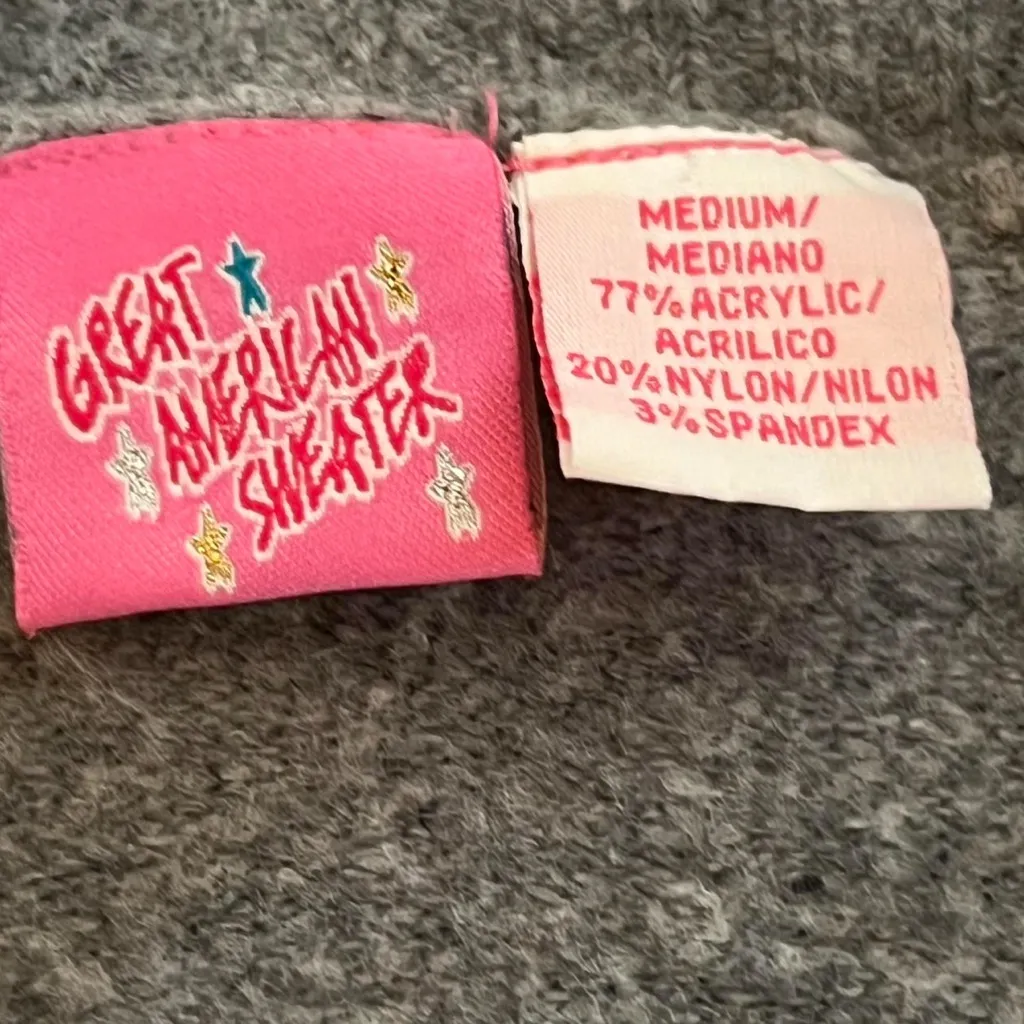 GREAT
AMERICAN
SWEATER
MEDIUM/
MEDIANO
77% ACRYLIC/
ACRILICO
20% NYLON/NILON
3% SPANDEX